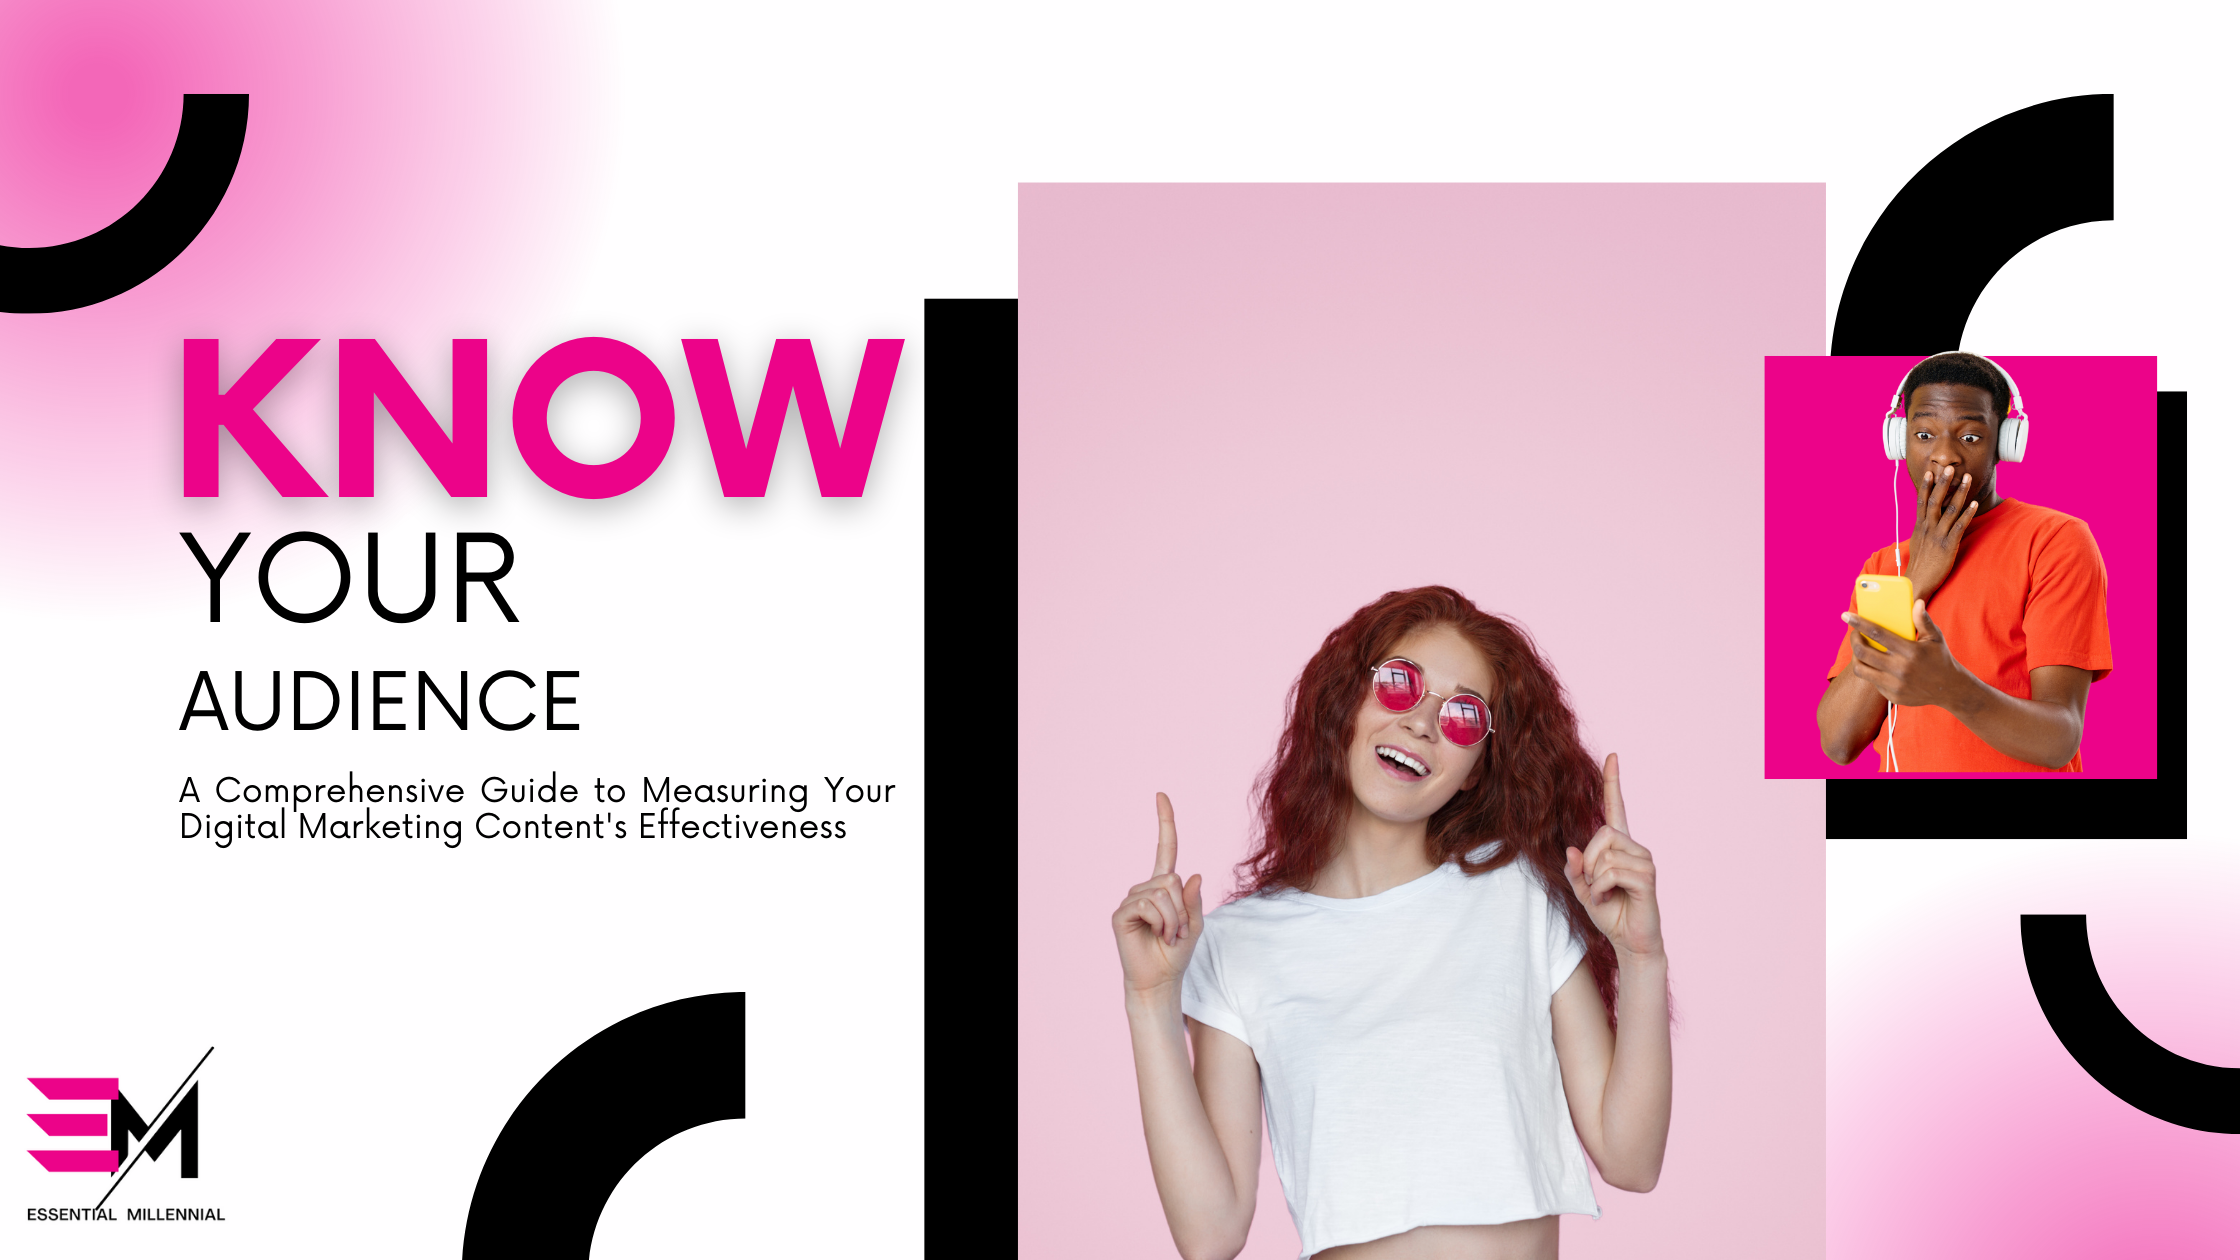 KNOW
YOUR
AUDIENCE
A Comprehensive Guide to Measuring Your
Digital Marketing Content's Effectiveness
EM
ESSENTIAL MILLENNIAL